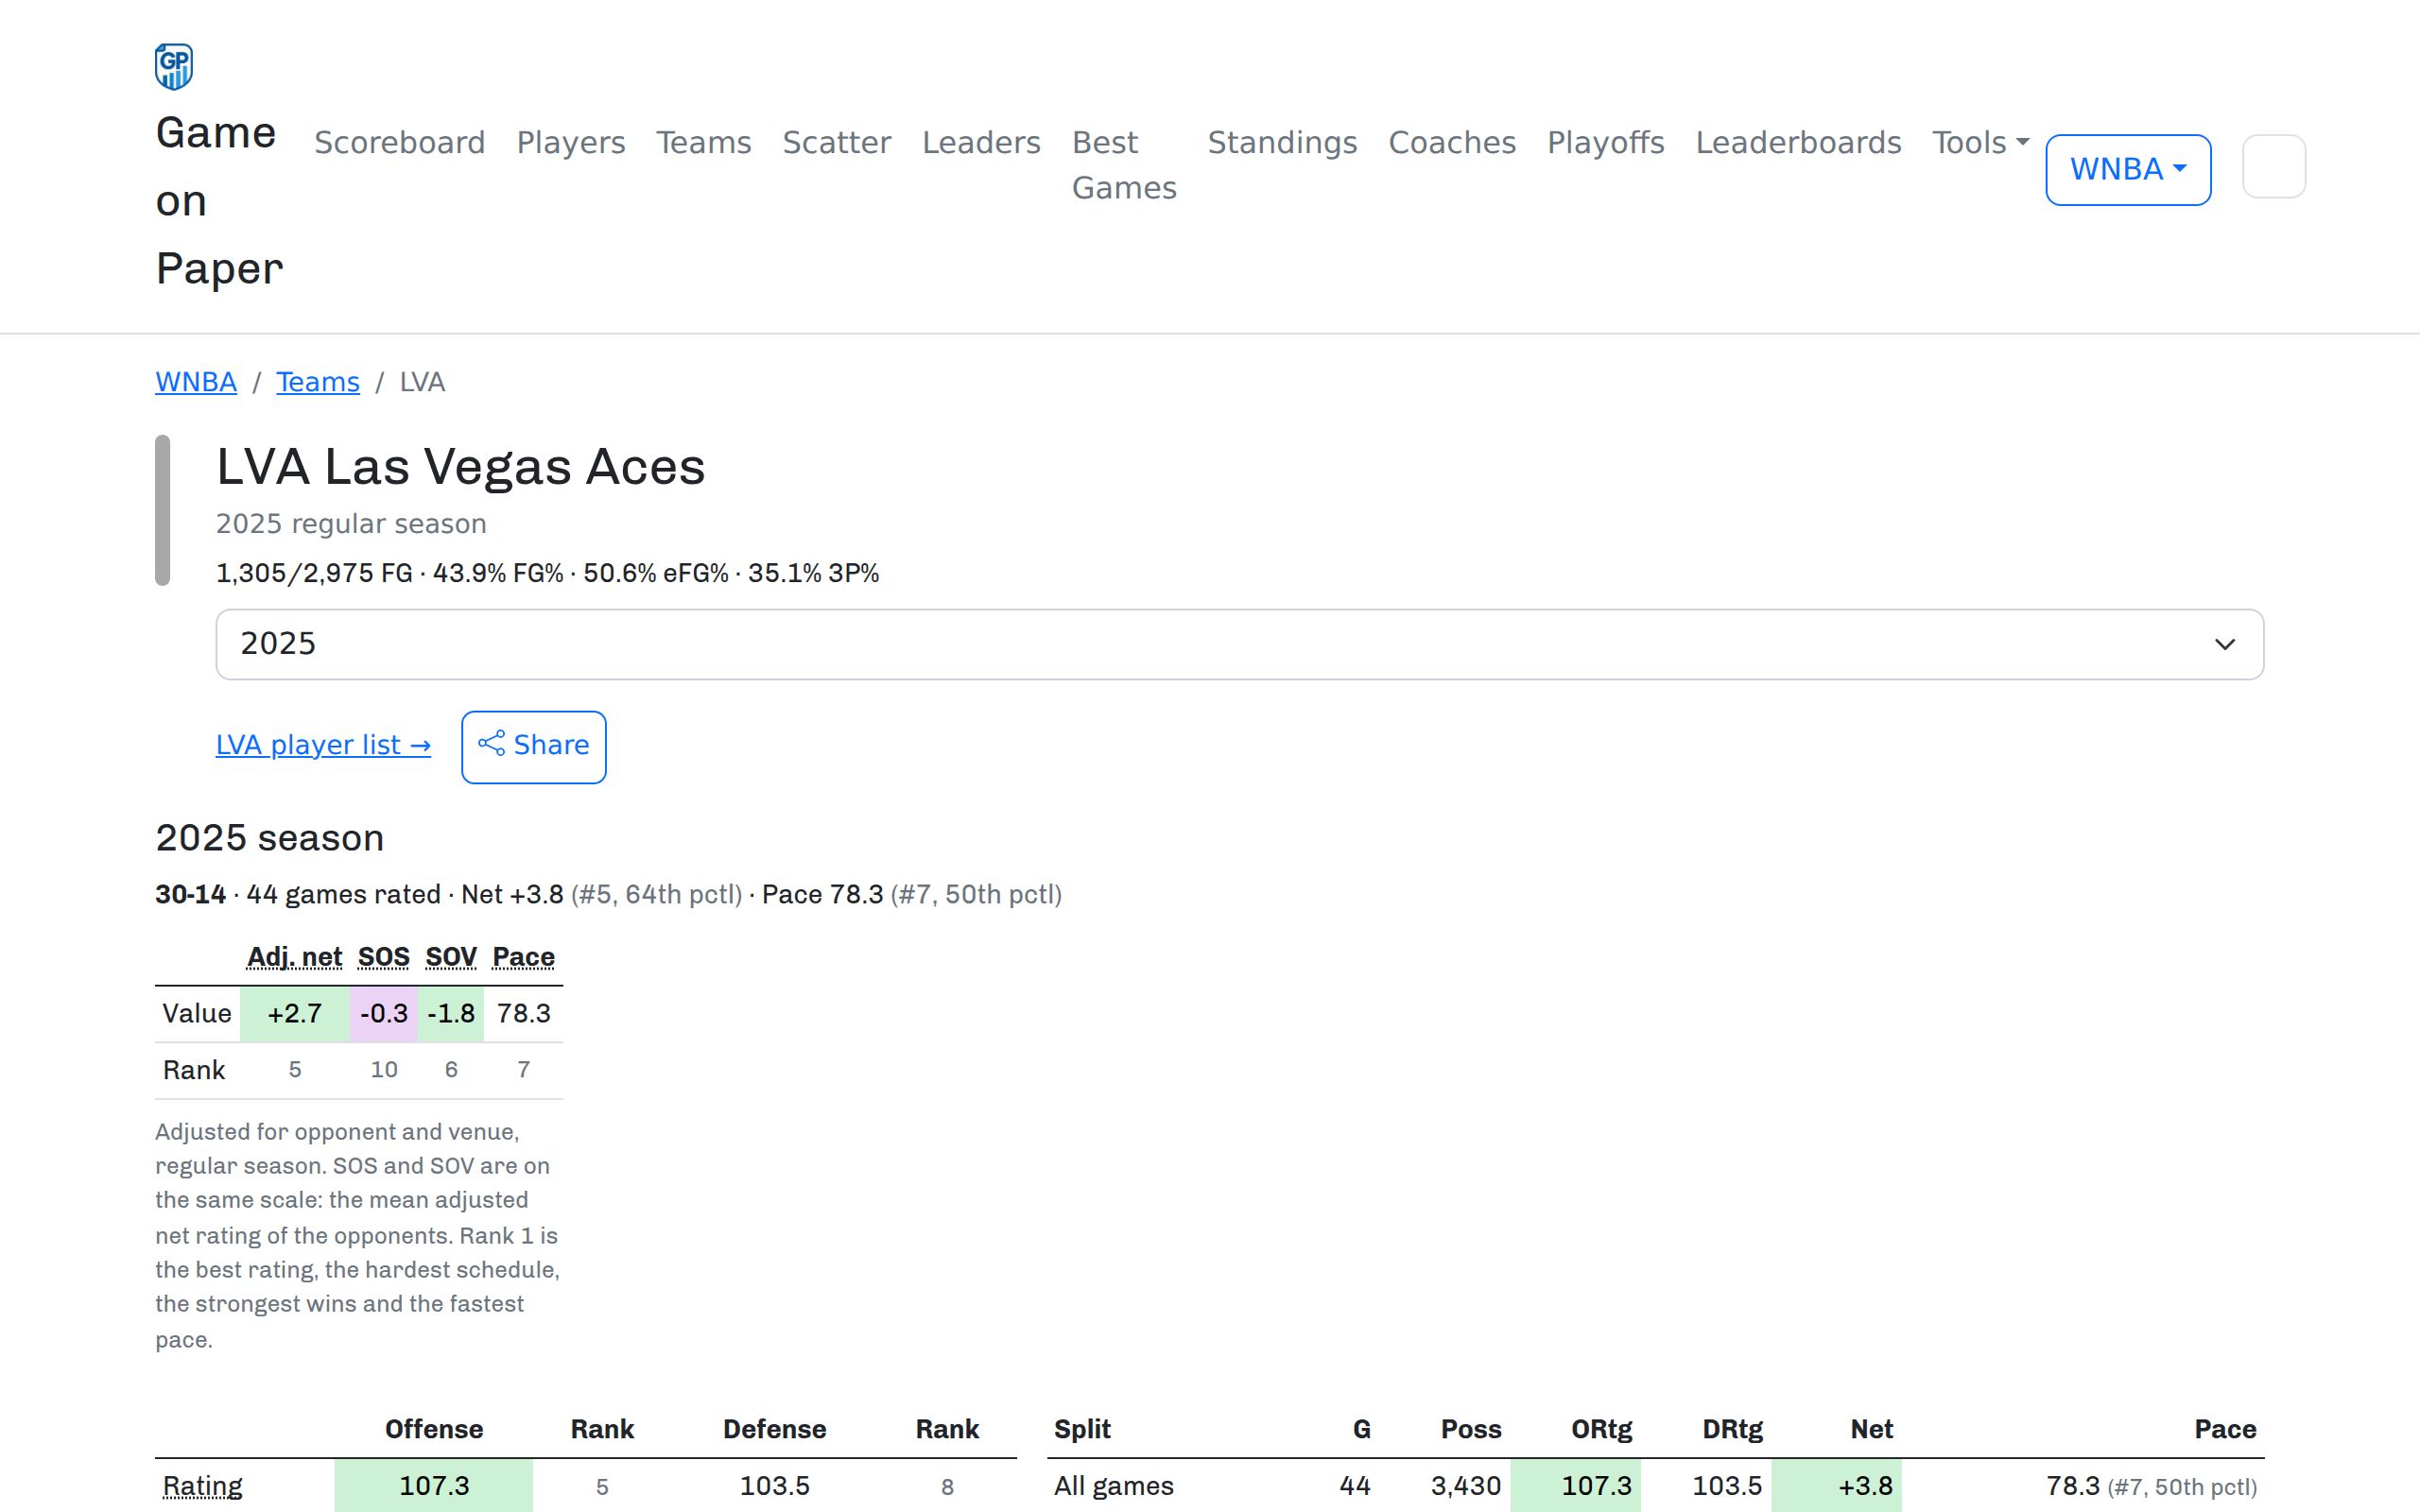 GP
Game
on
Paper
Scoreboard Players Teams Scatter Leaders Best Games Standings Coaches Playoffs Leaderboards Tools WNBA
WNBA / Teams / LVA
LVA Las Vegas Aces
2025 regular season
1,305/2,975 FG · 43.9% FG% · 50.6% eFG% · 35.1% 3P%
2025
LVA player list → Share
2025 season
30-14 · 44 games rated · Net +3.8 (#5, 64th pctl) · Pace 78.3 (#7, 50th pctl)
Adj. net SOS SOV Pace
Value +2.7 -0.3 -1.8 78.3
Rank 5 10 6 7
Adjusted for opponent and venue,
regular season. SOS and SOV are on
the same scale: the mean adjusted
net rating of the opponents. Rank 1 is
the best rating, the hardest schedule,
the strongest wins and the fastest
pace.
Offense Rank Defense Rank
Rating 107.3 5 103.5 8
Split G Poss ORtg DRtg Net Pace
All games 44 3,430 107.3 103.5 +3.8 78.3 (#7, 50th pctl)